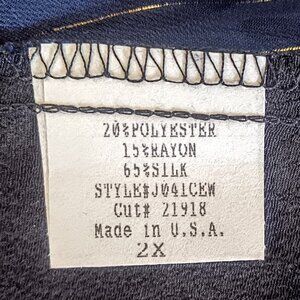 20%POLYESTER
15%RAYON
65%SILK
STYLE#J041CEW
Cut# 21918
Made in U.S.A.
2X